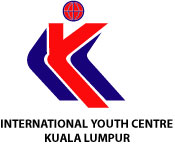 INTERNATIONAL YOUTH CENTRE
KUALA LUMPUR